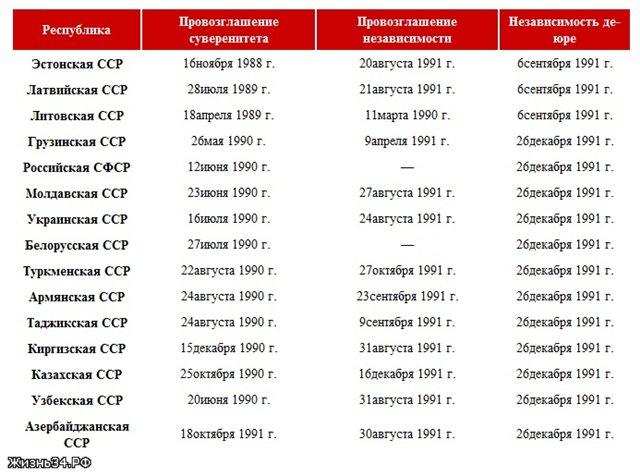 Республика Провозглашение суверенитета Провозглашение независимости Независимость де-юре
Эстонская ССР 16ноября 1988 г. 20августа 1991 г. 6сентября 1991 г.
Латвийская ССР 28июля 1989 г. 21августа 1991 г. 6сентября 1991 г.
Литовская ССР 18апреля 1989 г. 11марта 1990 г. 6сентября 1991 г.
Грузинская ССР 26мая 1990 г. 9апреля 1991 г. 26декабря 1991 г.
Российская СФСР 12июня 1990 г. — 26декабря 1991 г.
Молдавская ССР 23июня 1990 г. 27августа 1991 г. 26декабря 1991 г.
Украинская ССР 16июля 1990 г. 24августа 1991 г. 26декабря 1991 г.
Белорусская ССР 27июля 1990 г. — 26декабря 1991 г.
Туркменская ССР 22августа 1990 г. 27октября 1991 г. 26декабря 1991 г.
Армянская ССР 24августа 1990 г. 23сентября 1991 г. 26декабря 1991 г.
Таджикская ССР 24августа 1990 г. 9сентября 1991 г. 26декабря 1991 г.
Киргизская ССР 15декабря 1990 г. 31августа 1991 г. 26декабря 1991 г.
Казахская ССР 25октября 1990 г. 16декабря 1991 г. 26декабря 1991 г.
Узбекская ССР 20июня 1990 г. 31августа 1991 г. 26декабря 1991 г.
Азербайджанская ССР 18октября 1991 г. 30августа 1991 г. 26декабря 1991 г.
Жизнь34.РФ